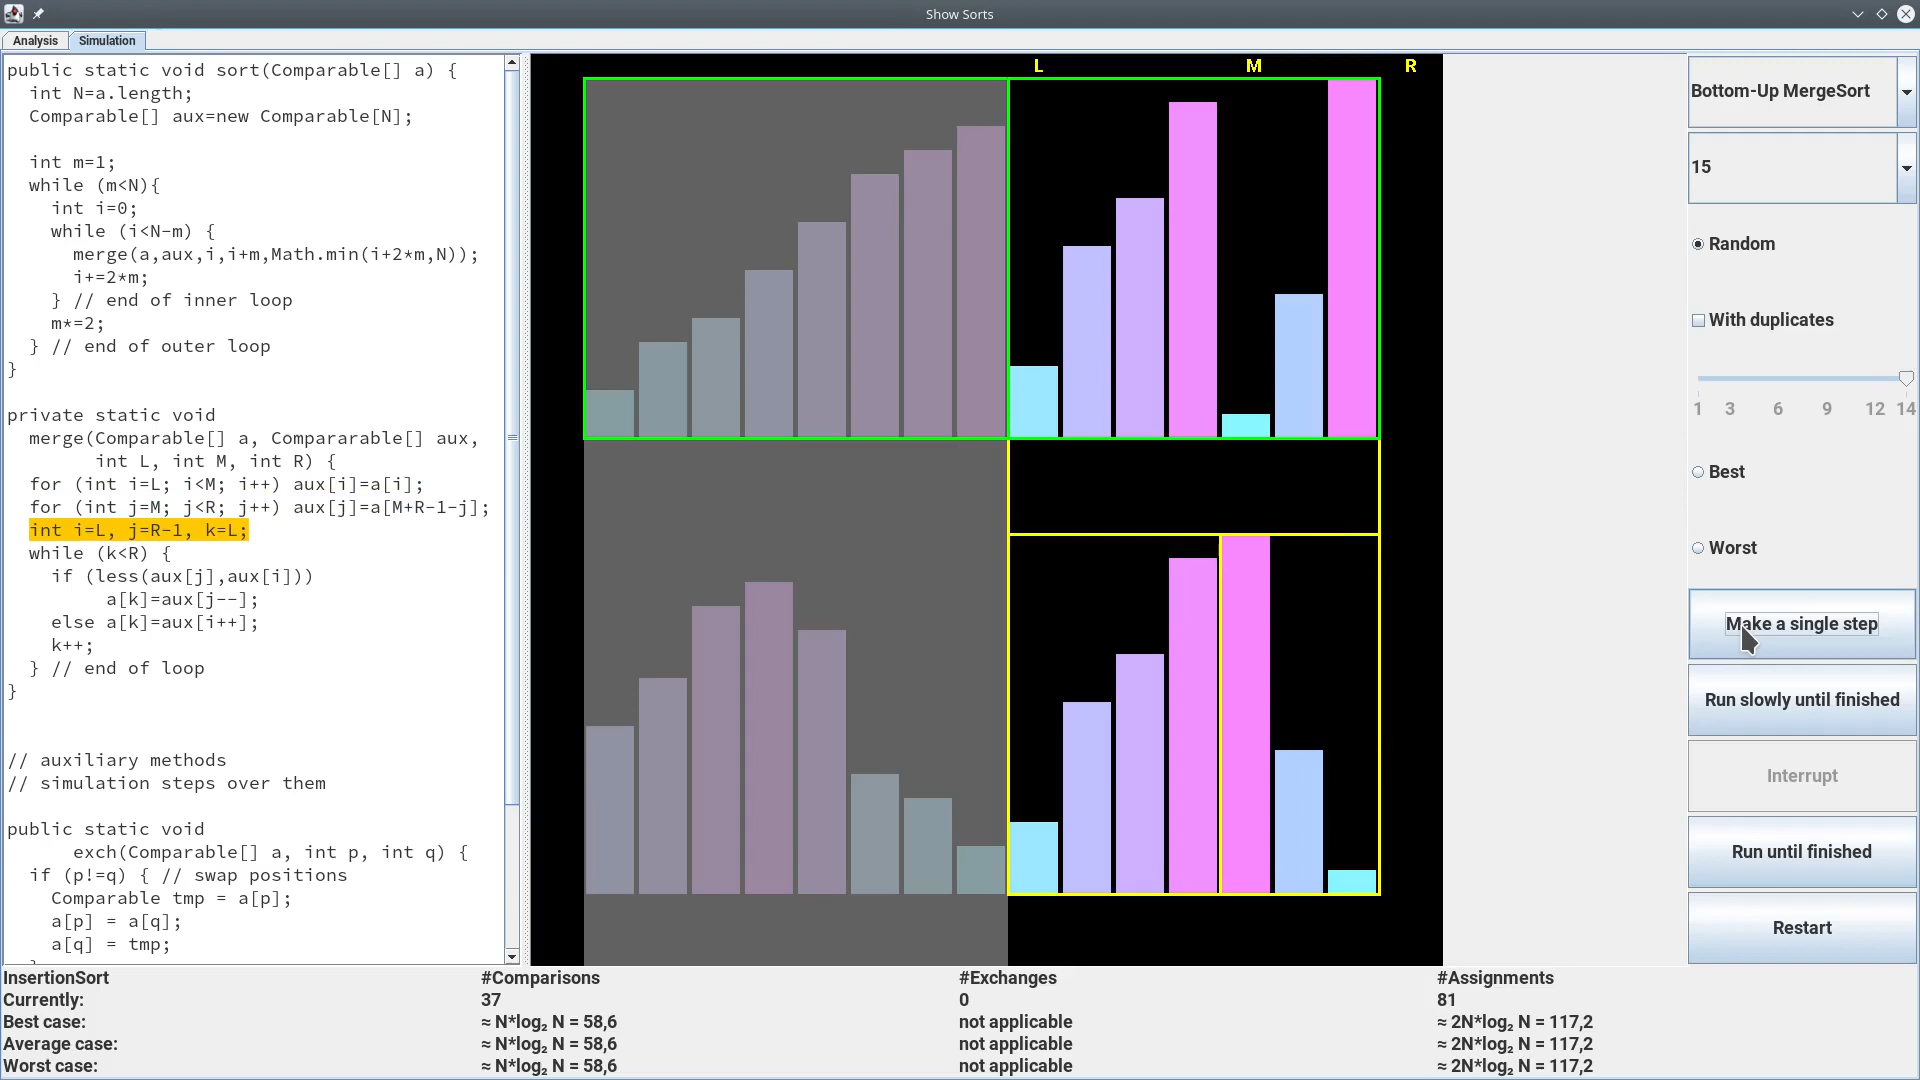 Show Sorts
Analysis Simulation
public static void sort(Comparable[] a) {
int N=a.length;
Comparable[] aux=new Comparable[N];
int m=1;
while (m<N){
int i=0;
while (i<N-m) {
merge(a,aux,i,i+m,Math.min(i+2*m,N));
i+=2*m;
} // end of inner loop
m*=2;
} // end of outer loop
}
private static void
merge(Comparable[] a, Compararable[] aux,
int L, int M, int R) {
for (int i=L; i<M; i++) aux[i]=a[i];
for (int j=M; j<R; j++) aux[j]=a[M+R-1-j];
int i=L, j=R-1, k=L;
while (k<R) {
if (less(aux[j],aux[i]))
a[k]=aux[j--];
else a[k]=aux[i++];
k++;
} // end of loop
}
// auxiliary methods
// simulation steps over them
public static void
exch(Comparable[] a, int p, int q) {
if (p!=q) { // swap positions
Comparable tmp = a[p];
a[p] = a[q];
a[q] = tmp;
L M R
Bottom-Up MergeSort
15
Random
With duplicates
1 3 6 9 12 14
Best
Worst
Make a single step
Run slowly until finished
Interrupt
Run until finished
Restart
InsertionSort #Comparisons #Exchanges #Assignments
Currently: 37 0 81
Best case: ≈ N*log₂ N = 58,6 not applicable ≈ 2N*log₂ N = 117,2
Average case: ≈ N*log₂ N = 58,6 not applicable ≈ 2N*log₂ N = 117,2
Worst case: ≈ N*log₂ N = 58,6 not applicable ≈ 2N*log₂ N = 117,2